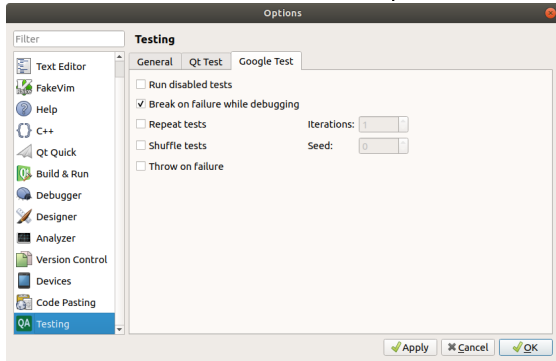 Options
Filter
Testing
General Qt Test Google Test
Text Editor
FakeVim
Help
C++
Qt Quick
Build & Run
Debugger
Designer
Analyzer
Version Control
Devices
Code Pasting
QA Testing
Run disabled tests
Break on failure while debugging
Repeat tests Iterations: 1
Shuffle tests Seed: 0
Throw on failure
Apply Cancel OK